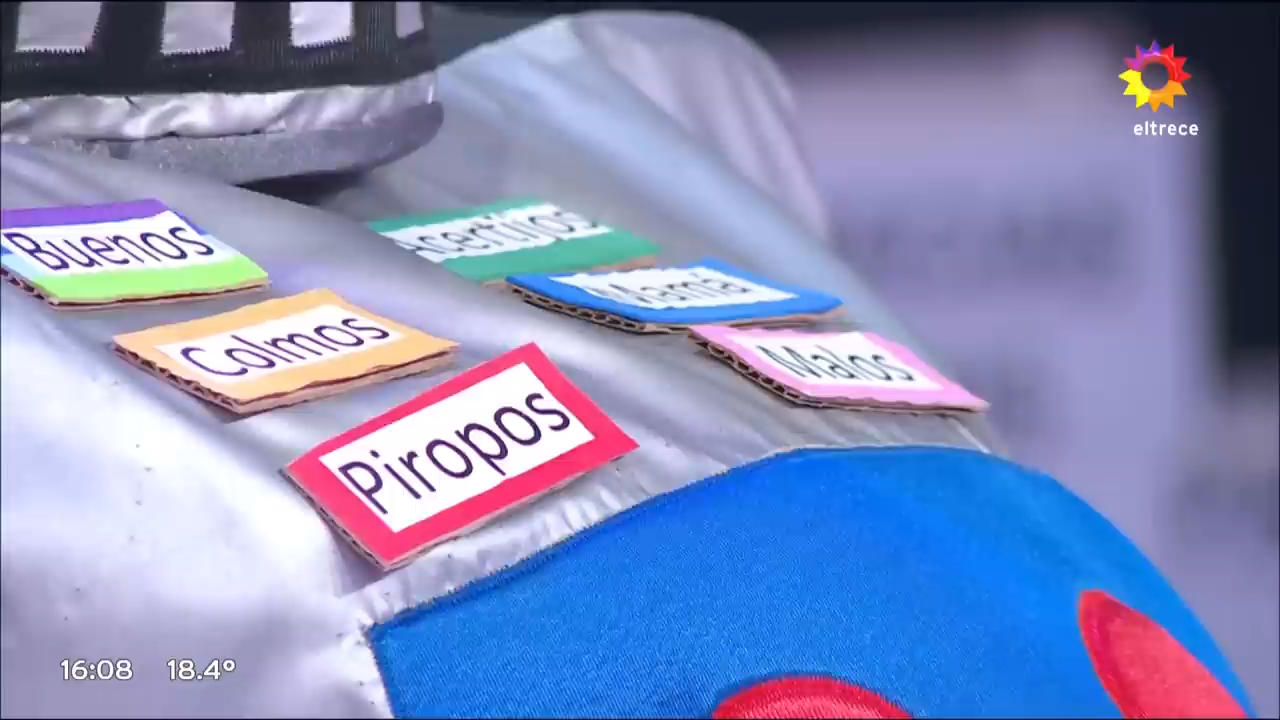 eltrece
Buenos
Acertijos
Mamá
Colmos
Malos
Piropos
16:08 18.4°